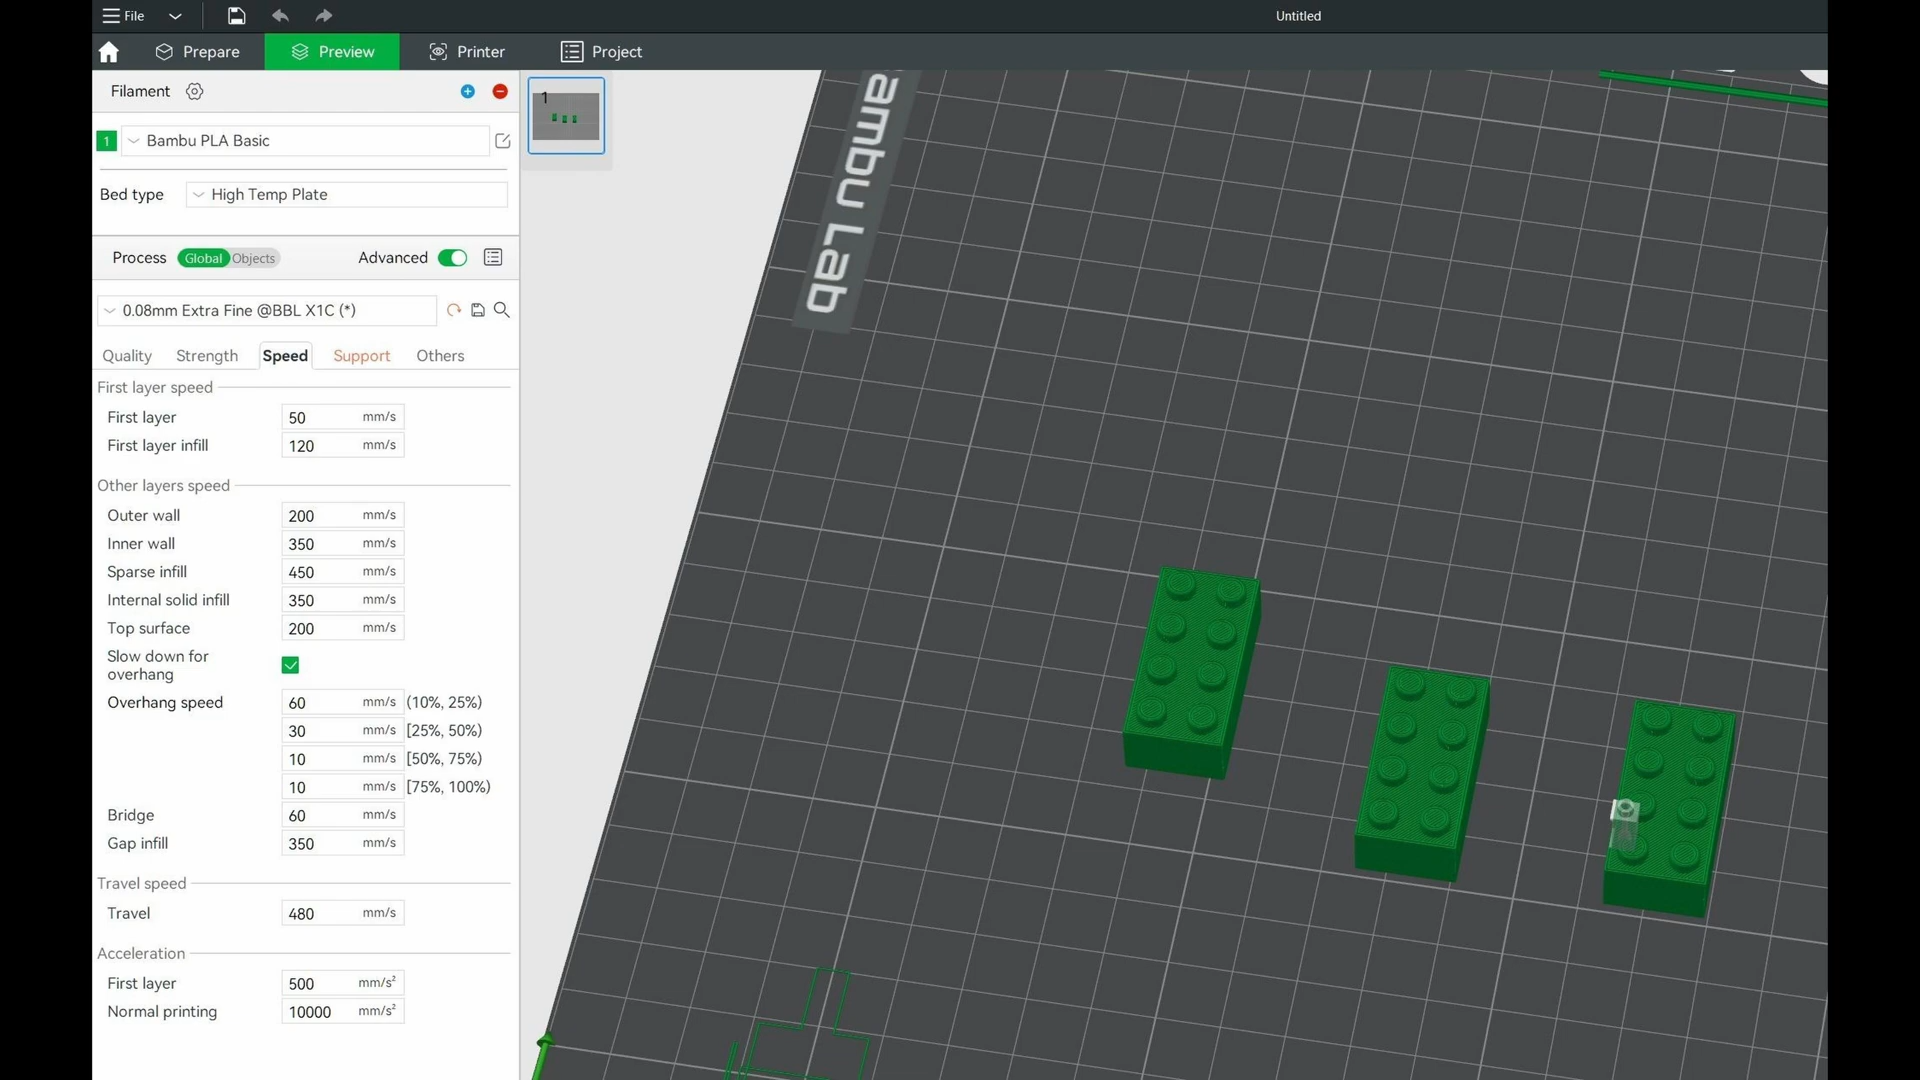 File
Untitled
Prepare
Preview
Printer
Project
Filament
1
Bambu PLA Basic
Bed type
High Temp Plate
Process
Global
Objects
Advanced
0.08mm Extra Fine @BBL X1C (*)
Quality
Strength
Speed
Support
Others
First layer speed
First layer 50 mm/s
First layer infill 120 mm/s
Other layers speed
Outer wall 200 mm/s
Inner wall 350 mm/s
Sparse infill 450 mm/s
Internal solid infill 350 mm/s
Top surface 200 mm/s
Slow down for
overhang
Overhang speed 60 mm/s (10%, 25%)
30 mm/s [25%, 50%)
10 mm/s [50%, 75%)
10 mm/s [75%, 100%)
Bridge 60 mm/s
Gap infill 350 mm/s
Travel speed
Travel 480 mm/s
Acceleration
First layer 500 mm/s²
Normal printing 10000 mm/s²
1
ambu Lab